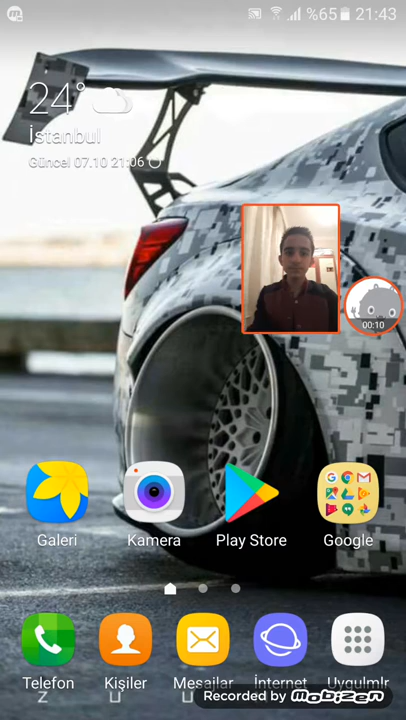 %65 21:43
24°
İstanbul
Güncel 07.10 21:06
00:10
Galeri
Kamera
Play Store
Google
Telefon
Kişiler
Mesajlar
İnternet
Uygulmlr
Z U U
Recorded by MOBIZEN